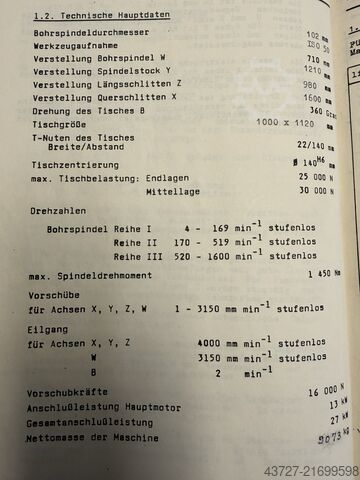 1.2. Technische Hauptdaten
Bohrspindeldurchmesser 102 mm
Werkzeugaufnahme ISO 50
Verstellung Bohrspindel W 710 mm
Verstellung Spindelstock Y 1210 mm
Verstellung Längsschlitten Z 980 mm
Verstellung Querschlitten X 1600 mm
Drehung des Tisches B 360 Grad
Tischgröße 1000 x 1120 mm
T-Nuten des Tisches
Breite/Abstand 22/140 mm
Tischzentrierung Ø 140 H6 mm
max. Tischbelastung: Endlagen 25 000 N
Mittellage 30 000 N
Drehzahlen
Bohrspindel Reihe I 4 - 169 min⁻¹ stufenlos
Reihe II 170 - 519 min⁻¹ stufenlos
Reihe III 520 - 1600 min⁻¹ stufenlos
max. Spindeldrehmoment 1 450 Nm
Vorschübe
für Achsen X, Y, Z, W 1 - 3150 mm min⁻¹ stufenlos
Eilgang
für Achsen X, Y, Z 4000 mm min⁻¹ stufenlos
W 3150 mm min⁻¹ stufenlos
B 2 min⁻¹
Vorschubkräfte 16 000 N
Anschlußleistung Hauptmotor 13 kW
Gesamtanschlußleistung 27 kW
Nettomasse der Maschine 9073 kg
43727-21699598